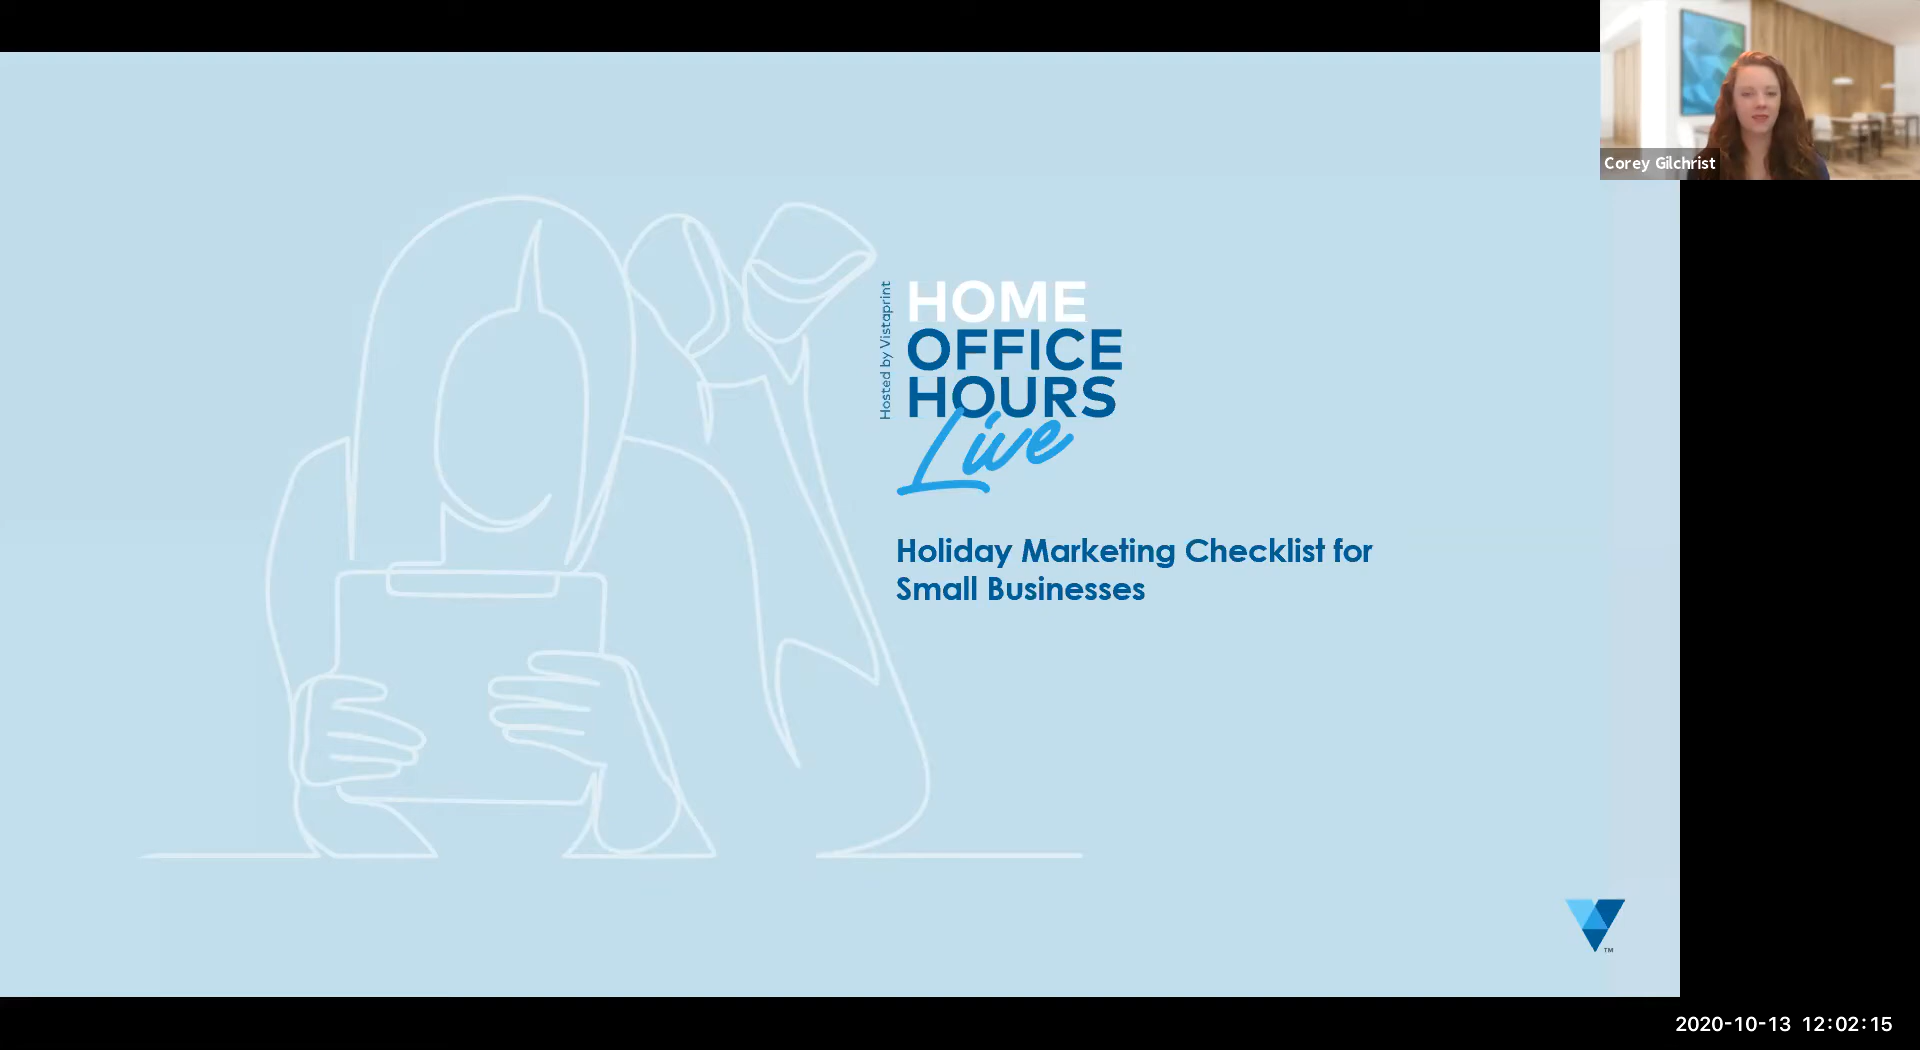 Corey Gilchrist
Hosted by Vistaprint
HOME
OFFICE
HOURS
Live
Holiday Marketing Checklist for
Small Businesses
TM
2020-10-13 12:02:15